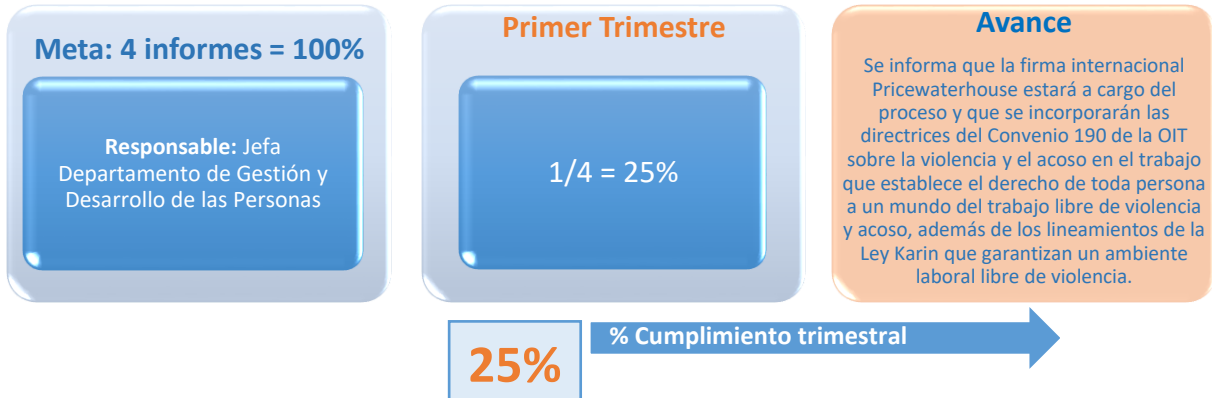 Meta: 4 informes = 100%
Responsable: Jefa
Departamento de Gestión y
Desarrollo de las Personas
Primer Trimestre
1/4 = 25%
Avance
Se informa que la firma internacional
Pricewaterhouse estará a cargo del
proceso y que se incorporarán las
directrices del Convenio 190 de la OIT
sobre la violencia y el acoso en el trabajo
que establece el derecho de toda persona
a un mundo del trabajo libre de violencia
y acoso, además de los lineamientos de la
Ley Karin que garantizan un ambiente
laboral libre de violencia.
25%
% Cumplimiento trimestral